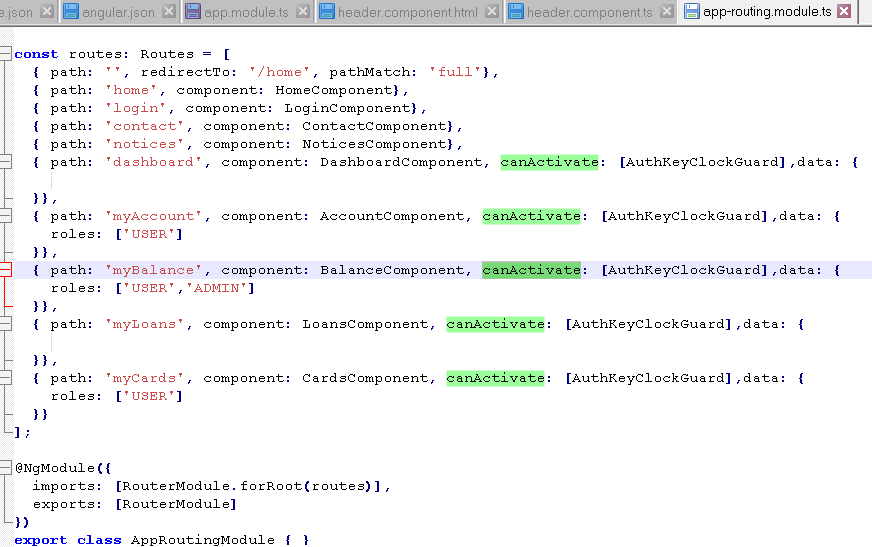 e.json angular.json app.module.ts header.component.html header.component.ts app-routing.module.ts
const routes: Routes = [
{ path: '', redirectTo: '/home', pathMatch: 'full'},
{ path: 'home', component: HomeComponent},
{ path: 'login', component: LoginComponent},
{ path: 'contact', component: ContactComponent},
{ path: 'notices', component: NoticesComponent},
{ path: 'dashboard', component: DashboardComponent, canActivate: [AuthKeyClockGuard],data: {
}},
{ path: 'myAccount', component: AccountComponent, canActivate: [AuthKeyClockGuard],data: {
roles: ['USER']
}},
{ path: 'myBalance', component: BalanceComponent, canActivate: [AuthKeyClockGuard],data: {
roles: ['USER','ADMIN']
}},
{ path: 'myLoans', component: LoansComponent, canActivate: [AuthKeyClockGuard],data: {
}},
{ path: 'myCards', component: CardsComponent, canActivate: [AuthKeyClockGuard],data: {
roles: ['USER']
}}
];
@NgModule({
imports: [RouterModule.forRoot(routes)],
exports: [RouterModule]
})
export class AppRoutingModule { }